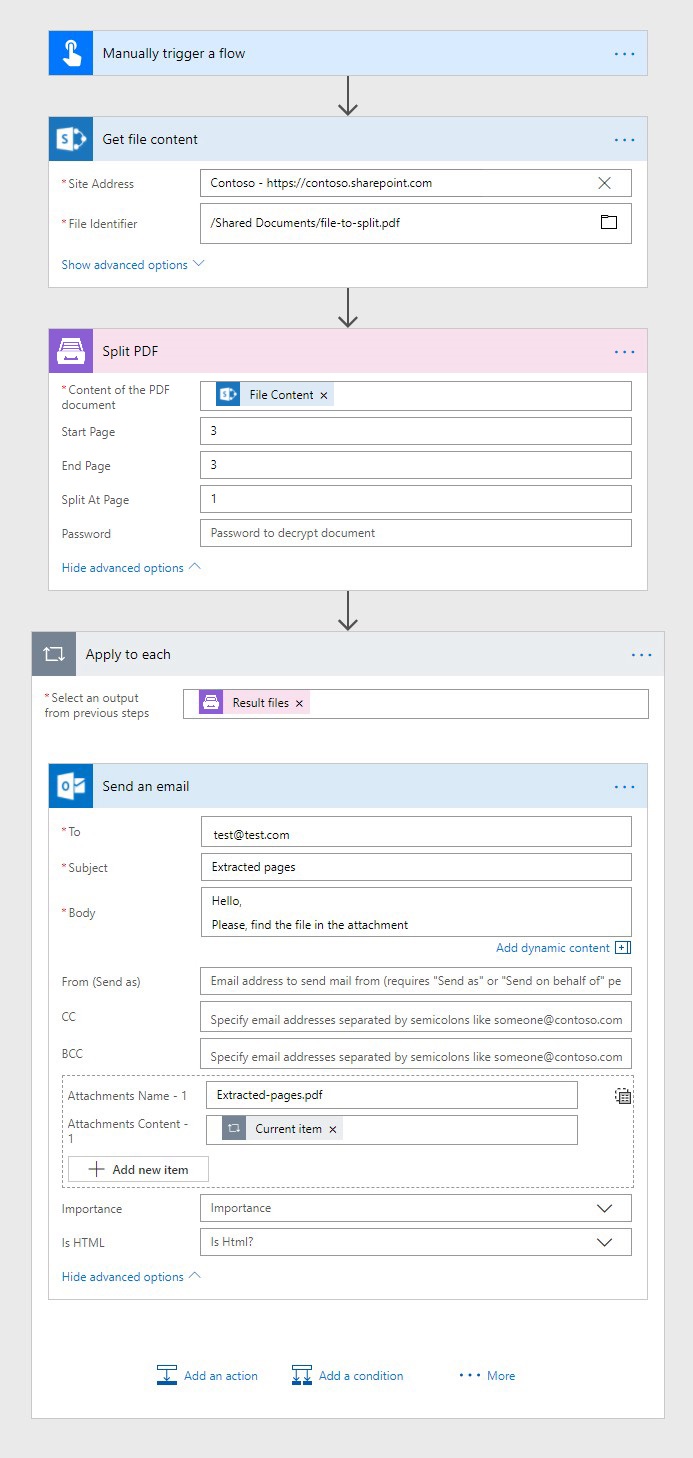 Manually trigger a flow
Get file content
*Site Address
Contoso - https://contoso.sharepoint.com
*File Identifier
/Shared Documents/file-to-split.pdf
Show advanced options
Split PDF
*Content of the PDF
document
File Content ×
Start Page
3
End Page
3
Split At Page
1
Password
Password to decrypt document
Hide advanced options
Apply to each
*Select an output
from previous steps
Result files ×
Send an email
*To
test@test.com
*Subject
Extracted pages
*Body
Hello,
Please, find the file in the attachment
Add dynamic content
From (Send as)
Email address to send mail from (requires "Send as" or "Send on behalf of" pe
CC
Specify email addresses separated by semicolons like someone@contoso.com
BCC
Specify email addresses separated by semicolons like someone@contoso.com
Attachments Name - 1
Extracted-pages.pdf
Attachments Content -
1
Current item ×
Add new item
Importance
Importance
Is HTML
Is Html?
Hide advanced options
Add an action
Add a condition
More